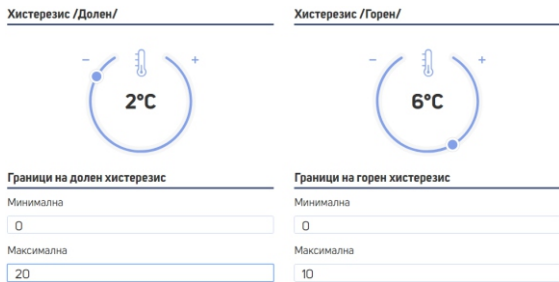 Хистерезис /Долен/
− +
2°C
Граници на долен хистерезис
Минимална
0
Максимална
20
Хистерезис /Горен/
− +
6°C
Граници на горен хистерезис
Минимална
0
Максимална
10